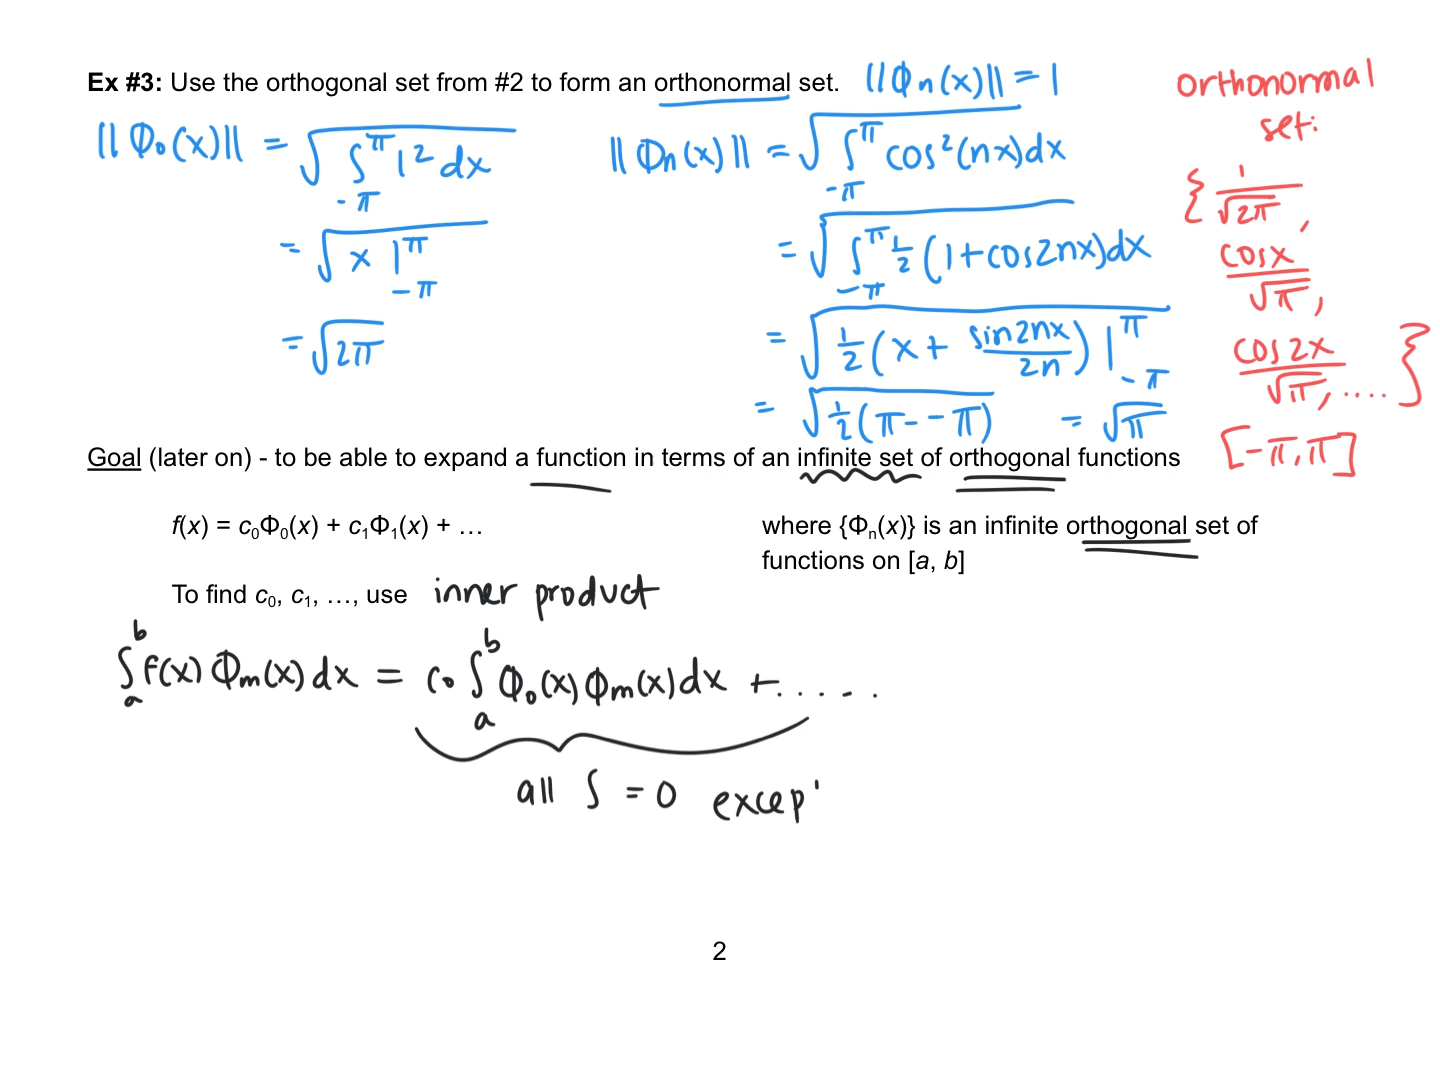 Ex #3: Use the orthogonal set from #2 to form an orthonormal set. ||Φn(x)|| = 1
||Φ₀(x)|| = √∫_{-π}^{π} 1² dx
= √x |_{-π}^{π}
= √2π
||Φn(x)|| = √∫_{-π}^{π} cos²(nx)dx
= √∫_{-π}^{π} ½(1+cos2nx)dx
= √½(x + sin2nx/2n)|_{-π}^{π}
= √½(π--π) = √π
orthonormal
set:
{ 1/√2π ,
cosx/√π ,
cos2x/√π , .... }
[-π,π]
Goal (later on) - to be able to expand a function in terms of an infinite set of orthogonal functions
f(x) = c₀Φ₀(x) + c₁Φ₁(x) + …
where {Φₙ(x)} is an infinite orthogonal set of
functions on [a, b]
To find c₀, c₁, …, use inner product
∫_a^b f(x) Φm(x) dx = c₀ ∫_a^b Φ₀(x) Φm(x) dx + .....
all ∫ = 0 excep'
2